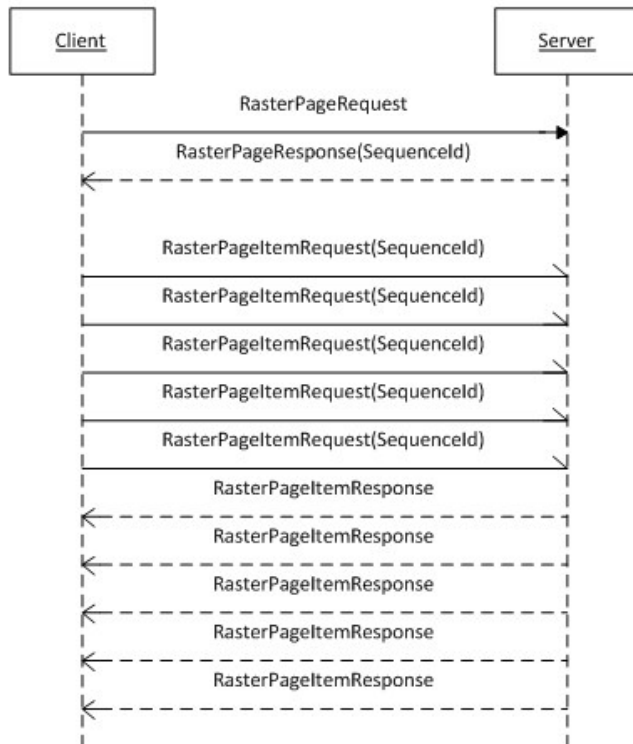 Client
Server
RasterPageRequest
RasterPageResponse(SequenceId)
RasterPageItemRequest(SequenceId)
RasterPageItemRequest(SequenceId)
RasterPageItemRequest(SequenceId)
RasterPageItemRequest(SequenceId)
RasterPageItemRequest(SequenceId)
RasterPageItemResponse
RasterPageItemResponse
RasterPageItemResponse
RasterPageItemResponse
RasterPageItemResponse